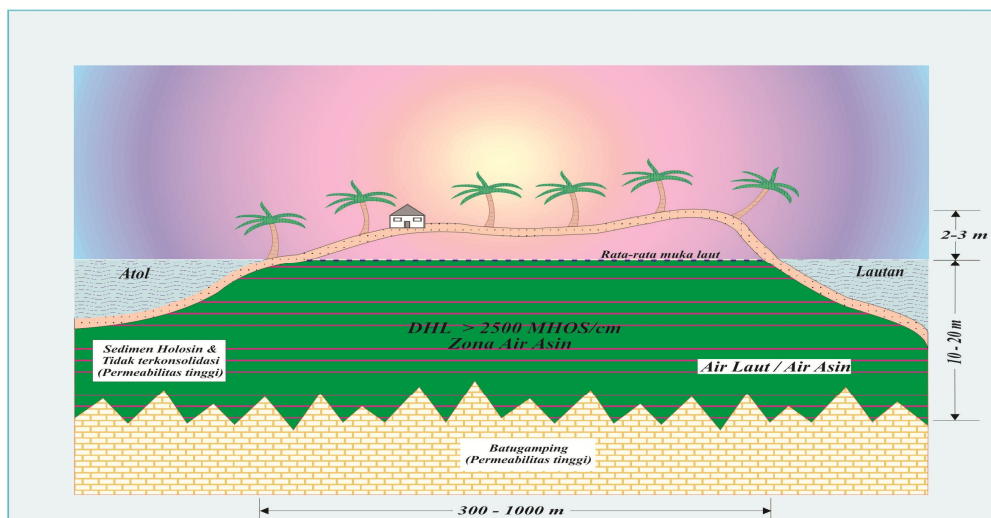 2-3 m
Rata-rata muka laut
Atol
Lautan
DHL > 2500 MHOS/cm
Zona Air Asin
10 - 20 m
Sedimen Holosin &
Tidak terkonsolidasi
(Permeabilitas tinggi)
Air Laut / Air Asin
Batugamping
(Permeabilitas tinggi)
300 - 1000 m